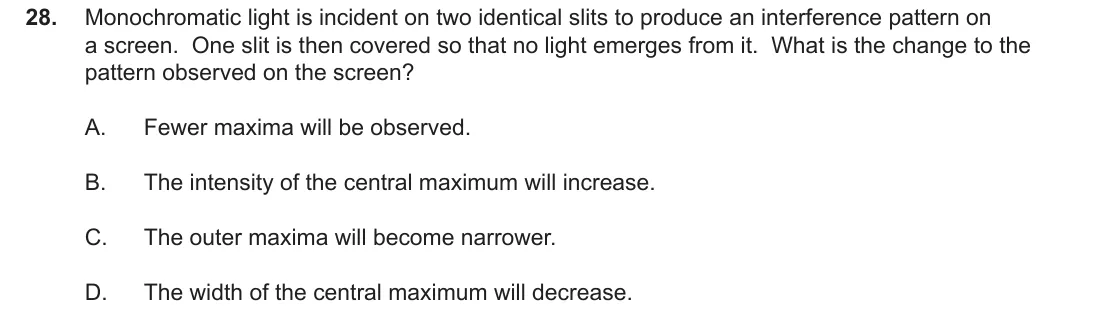 28. Monochromatic light is incident on two identical slits to produce an interference pattern on
a screen. One slit is then covered so that no light emerges from it. What is the change to the
pattern observed on the screen?
A. Fewer maxima will be observed.
B. The intensity of the central maximum will increase.
C. The outer maxima will become narrower.
D. The width of the central maximum will decrease.